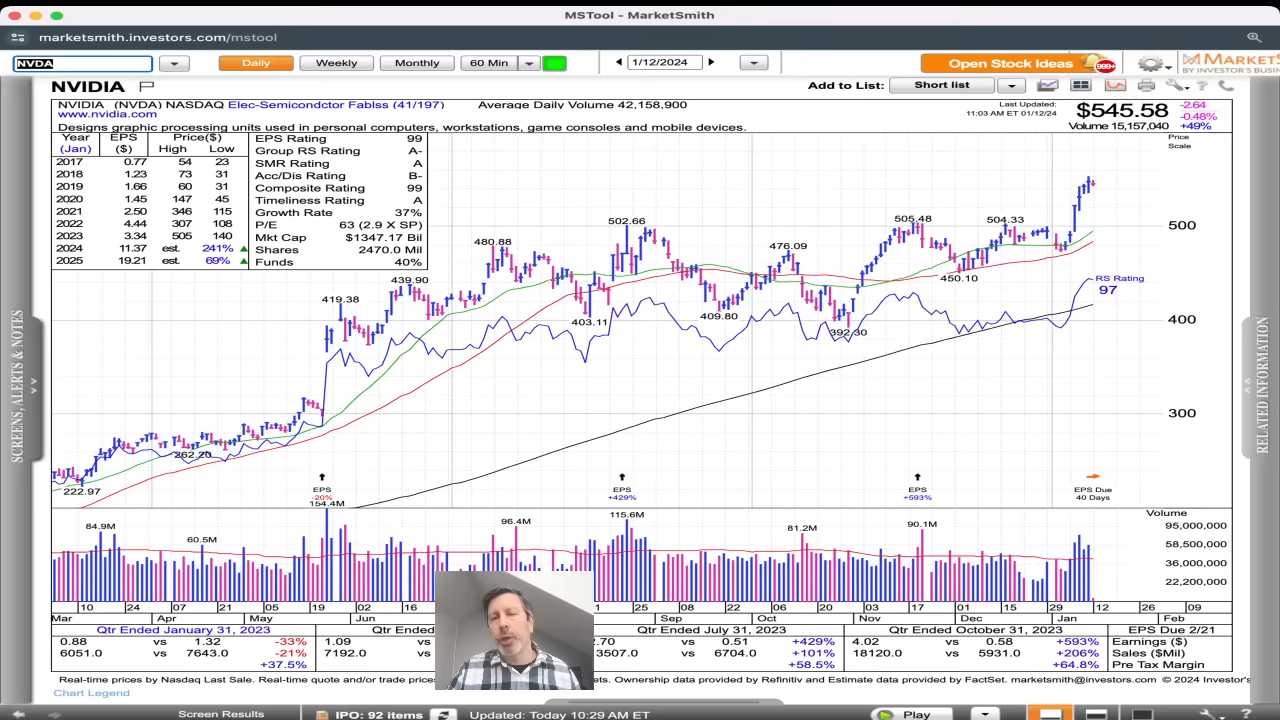 MSTool - MarketSmith
marketsmith.investors.com/mstool
NVDA Daily Weekly Monthly 60 Min 1/12/2024 Open Stock Ideas 999+
BY INVESTOR'S BUSIN
NVIDIA Add to List: Short list
NVIDIA (NVDA) NASDAQ Elec-Semicondctor Fablss (41/197) Average Daily Volume 42,158,900
www.nvidia.com
Designs graphic processing units used in personal computers, workstations, game consoles and mobile devices.
Last Updated:
11:03 AM ET 01/12/24
$545.58 -2.64
-0.48%
Volume 15,157,040 +49%
Price
Scale
Year EPS Price($)
(Jan) ($) High Low
2017 0.77 54 23
2018 1.23 73 31
2019 1.66 60 31
2020 1.45 147 45
2021 2.50 346 115
2022 4.44 307 108
2023 3.34 505 140
2024 11.37 est. 241%
2025 19.21 est. 69%
EPS Rating 99
Group RS Rating A-
SMR Rating A
Acc/Dis Rating B-
Composite Rating 99
Timeliness Rating A
Growth Rate 37%
P/E 63 (2.9 X SP)
Mkt Cap $1347.17 Bil
Shares 2470.0 Mil
Funds 40%
502.66
505.48
504.33
500
480.88
476.09
439.90
450.10
RS Rating
97
419.38
403.11
409.80
392.30
400
300
262.20
222.97
EPS
-20%
EPS
+429%
EPS
+593%
EPS Due
40 Days
154.4M
Volume
84.9M
60.5M
96.4M
115.6M
81.2M
90.1M
95,000,000
58,500,000
36,000,000
22,200,000
10 24 07 21 05 19 02 16 25 08 22 06 20 03 17 01 15 29 12 26 09
Mar Apr May Jun Sep Oct Nov Dec Jan Feb
Qtr Ended January 31, 2023
0.88 vs 1.32 -33%
6051.0 vs 7643.0 -21%
+37.5%
1.09
7192.0 vs
Qtr Ended July 31, 2023
2.70 vs 0.51 +429%
13507.0 vs 6704.0 +101%
+58.5%
Qtr Ended October 31, 2023
4.02 vs 0.58 +593%
18120.0 vs 5931.0 +206%
+64.8%
EPS Due 2/21
Earnings ($)
Sales ($Mil)
Pre Tax Margin
Real-time prices by Nasdaq Last Sale. Real-time quote and/or trade prices Ownership data provided by Refinitiv and Estimate data provided by FactSet. marketsmith@investors.com © 2024 Investor's
Chart Legend
SCREENS, ALERTS & NOTES
RELATED INFORMATION
Screen Results IPO: 92 items Updated: Today 10:29 AM ET Play